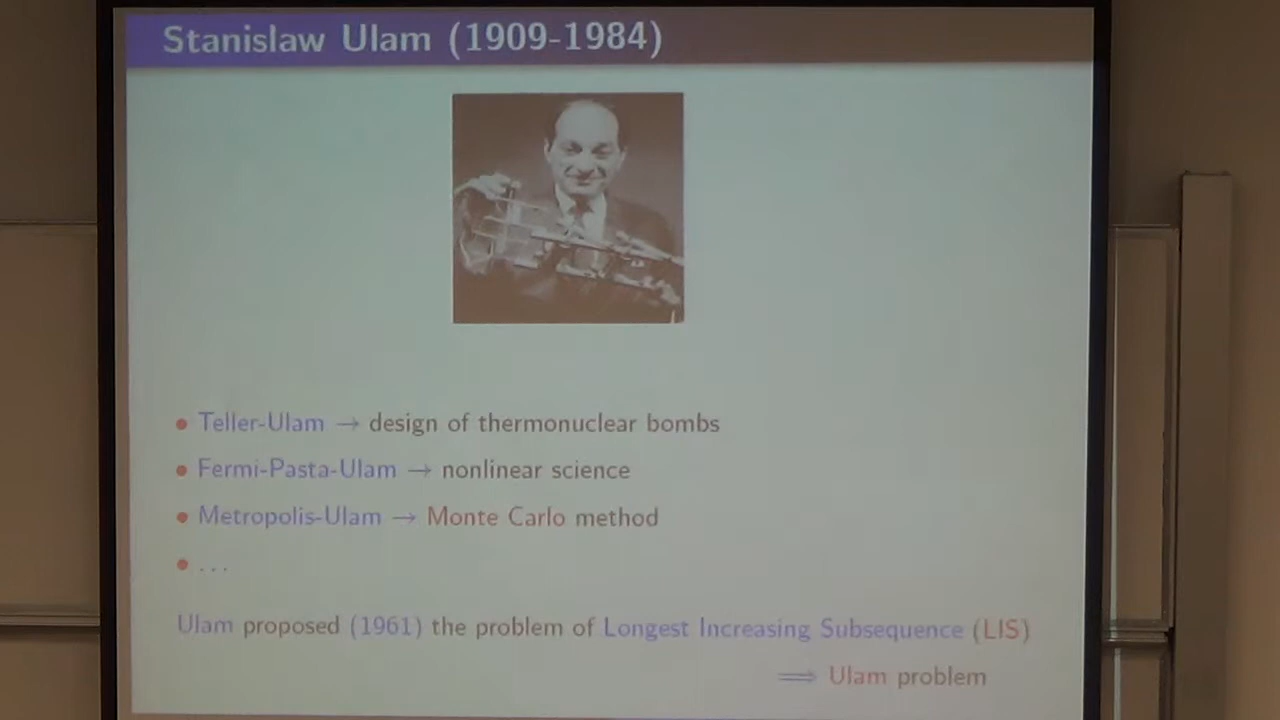 Stanislaw Ulam (1909-1984)
• Teller-Ulam → design of thermonuclear bombs
• Fermi-Pasta-Ulam → nonlinear science
• Metropolis-Ulam → Monte Carlo method
• ...
Ulam proposed (1961) the problem of Longest Increasing Subsequence (LIS)
⟹ Ulam problem